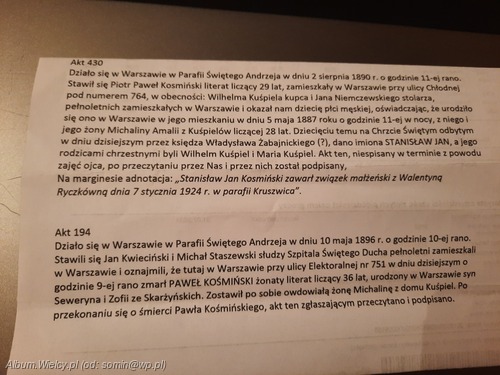 Akt 430
Działo się w Warszawie w Parafii Świętego Andrzeja w dniu 2 sierpnia 1890 r. o godzinie 11-ej rano.
Stawił się Piotr Paweł Kosmiński literat liczący 29 lat, zamieszkały w Warszawie przy ulicy Chłodnej
pod numerem 764, w obecności: Wilhelma Kuśpiela kupca i Jana Niemczewskiego stolarza,
pełnoletnich zamieszkałych w Warszawie i okazał nam dziecię płci męskiej, oświadczając, że urodziło
się ono w Warszawie w jego mieszkaniu w dniu 5 maja 1887 roku o godzinie 11-ej w nocy, z niego i
jego żony Michaliny Amalii z Kuśpielów liczącej 28 lat. Dziecięciu temu na Chrzcie Świętym odbytym
w dniu dzisiejszym przez księdza Władysława Żabajnickiego (?), dano imiona STANISŁAW JAN, a jego
rodzicami chrzestnymi byli Wilhelm Kuśpiel i Maria Kuśpiel. Akt ten, niespisany w terminie z powodu
zajęć ojca, po przeczytaniu przez Nas i przez nich został podpisany,
Na marginesie adnotacja: „Stanisław Jan Kosmiński zawarł związek małżeński z Walentyną
Ryczkówną dnia 7 stycznia 1924 r. w parafii Kruszwica”.
Akt 194
Działo się w Warszawie w Parafii Świętego Andrzeja w dniu 10 maja 1896 r. o godzinie 10-ej rano.
Stawili się Jan Kwieciński i Michał Staszewski słudzy Szpitala Świętego Ducha pełnoletni zamieszkali
w Warszawie i oznajmili, że tutaj w Warszawie przy ulicy Elektoralnej nr 751 w dniu dzisiejszym o
godzinie 9-ej rano zmarł PAWEŁ KOŚMIŃSKI żonaty literat liczący 36 lat, urodzony w Warszawie syn
Seweryna i Zofii ze Skarżyńskich. Zostawił po sobie owdowiałą żonę Michalinę z domu Kuśpiel. Po
przekonaniu się o śmierci Pawła Kośmińskiego, akt ten zgłaszającym przeczytano i podpisano.
Album.Wielcy.pl (od: somin@wp.pl)